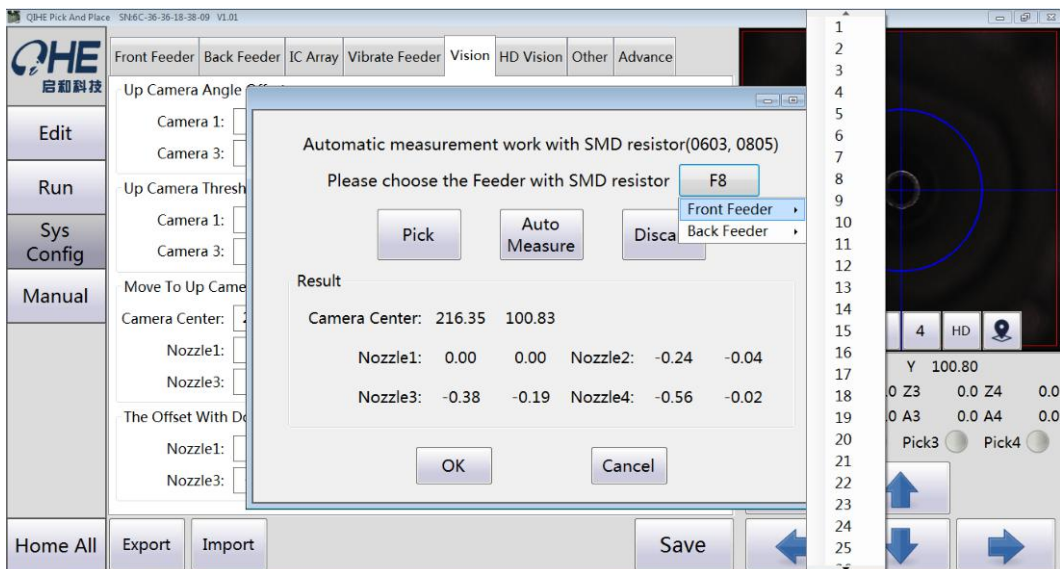 QIHE Pick And Place SN:6C-36-36-18-38-09 V1.01
QHE
启和科技
Edit
Run
Sys
Config
Manual
Home All
Front Feeder Back Feeder IC Array Vibrate Feeder Vision HD Vision Other Advance
Up Camera Angle
Camera 1:
Camera 3:
Up Camera Thresh
Camera 1:
Camera 3:
Move To Up Came
Camera Center:
Nozzle1:
Nozzle3:
The Offset With Do
Nozzle1:
Nozzle3:
Export Import Save
Automatic measurement work with SMD resistor(0603, 0805)
Please choose the Feeder with SMD resistor F8
Front Feeder
Back Feeder
Pick
Auto
Measure
Disca
Result
Camera Center: 216.35 100.83
Nozzle1: 0.00 0.00 Nozzle2: -0.24 -0.04
Nozzle3: -0.38 -0.19 Nozzle4: -0.56 -0.02
OK Cancel
1
2
3
4
5
6
7
8
9
10
11
12
13
14
15
16
17
18
19
20
21
22
23
24
25
4 HD
Y 100.80
.0 Z3 0.0 Z4 0.0
.0 A3 0.0 A4 0.0
Pick3 Pick4